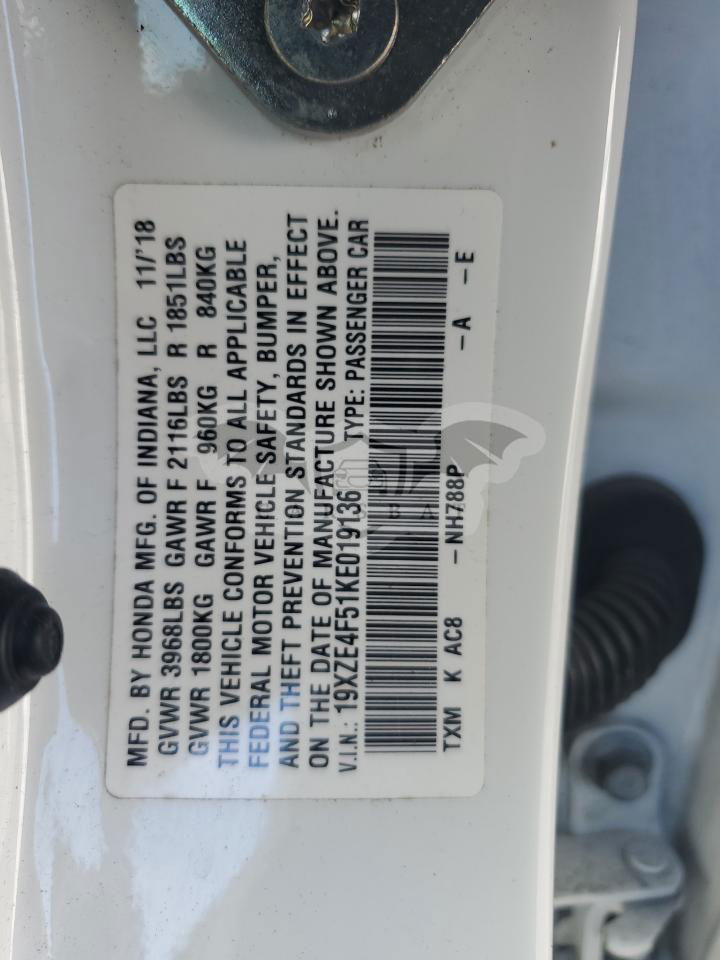 MFD. BY HONDA MFG. OF INDIANA, LLC 11/'18
GVWR 3968LBS GAWR F 2116LBS R 1851LBS
GVWR 1800KG GAWR F 960KG R 840KG
THIS VEHICLE CONFORMS TO ALL APPLICABLE
FEDERAL MOTOR VEHICLE SAFETY, BUMPER,
AND THEFT PREVENTION STANDARDS IN EFFECT
ON THE DATE OF MANUFACTURE SHOWN ABOVE.
V.I.N.: 19XZE4F51KE019136 TYPE: PASSENGER CAR
TXM K AC8 -NH788P -A -E